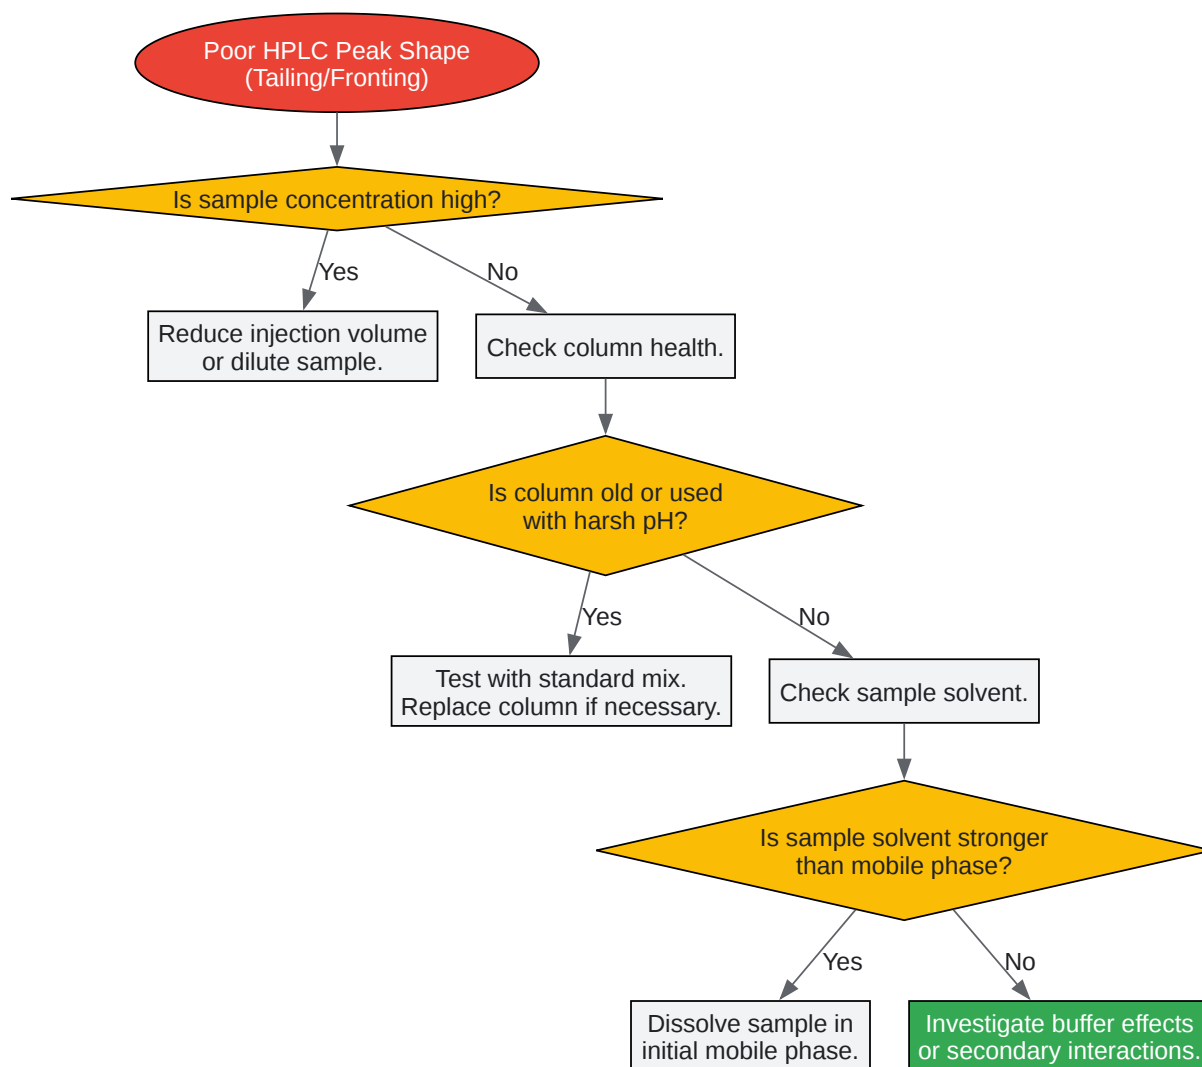 Poor HPLC Peak Shape
(Tailing/Fronting)
Is sample concentration high?
Yes
No
Reduce injection volume
or dilute sample.
Check column health.
Is column old or used
with harsh pH?
Yes
No
Test with standard mix.
Replace column if necessary.
Check sample solvent.
Is sample solvent stronger
than mobile phase?
Yes
No
Dissolve sample in
initial mobile phase.
Investigate buffer effects
or secondary interactions.